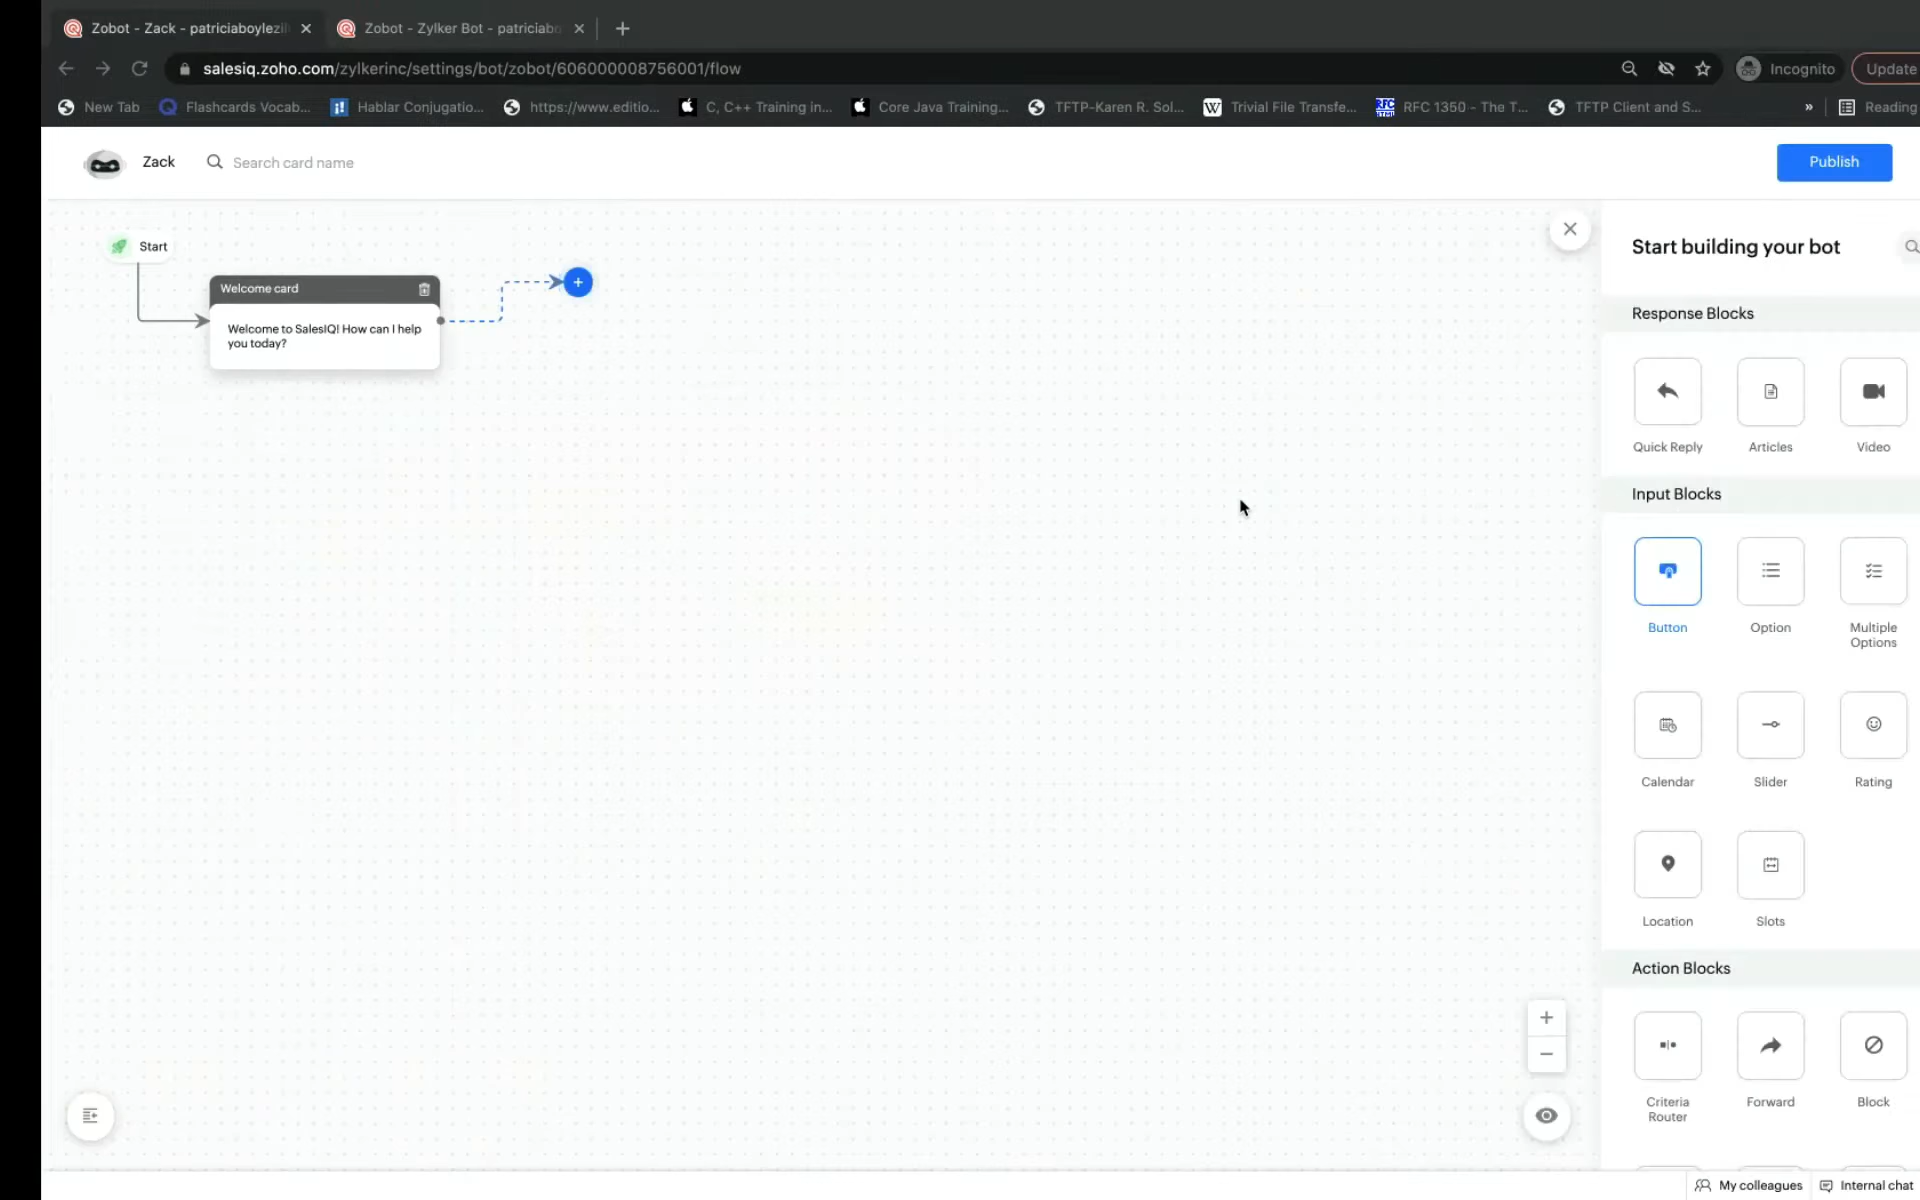 Zobot - Zack - patriciaboylezil
Zobot - Zylker Bot - patriciabo
salesiq.zoho.com/zylkerinc/settings/bot/zobot/606000008756001/flow
Incognito
Update
New Tab
Flashcards Vocab...
Hablar Conjugatio...
https://www.editio...
C, C++ Training in...
Core Java Training...
TFTP-Karen R. Sol...
Trivial File Transfe...
RFC 1350 - The T...
TFTP Client and S...
»
Reading
Zack
Search card name
Publish
Start
Welcome card
Welcome to SalesIQ! How can I help
you today?
Start building your bot
Response Blocks
Quick Reply
Articles
Video
Input Blocks
Button
Option
Multiple
Options
Calendar
Slider
Rating
Location
Slots
Action Blocks
Criteria
Router
Forward
Block
My colleagues
Internal chat